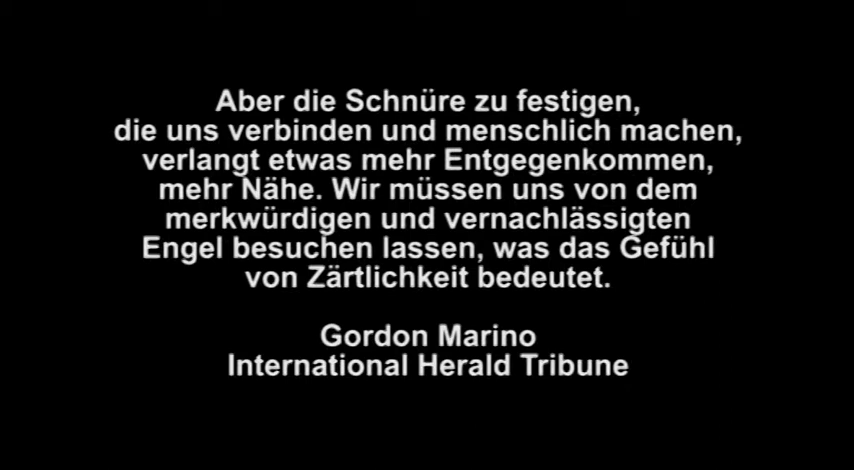 Aber die Schnüre zu festigen,
die uns verbinden und menschlich machen,
verlangt etwas mehr Entgegenkommen,
mehr Nähe. Wir müssen uns von dem
merkwürdigen und vernachlässigten
Engel besuchen lassen, was das Gefühl
von Zärtlichkeit bedeutet.
Gordon Marino
International Herald Tribune